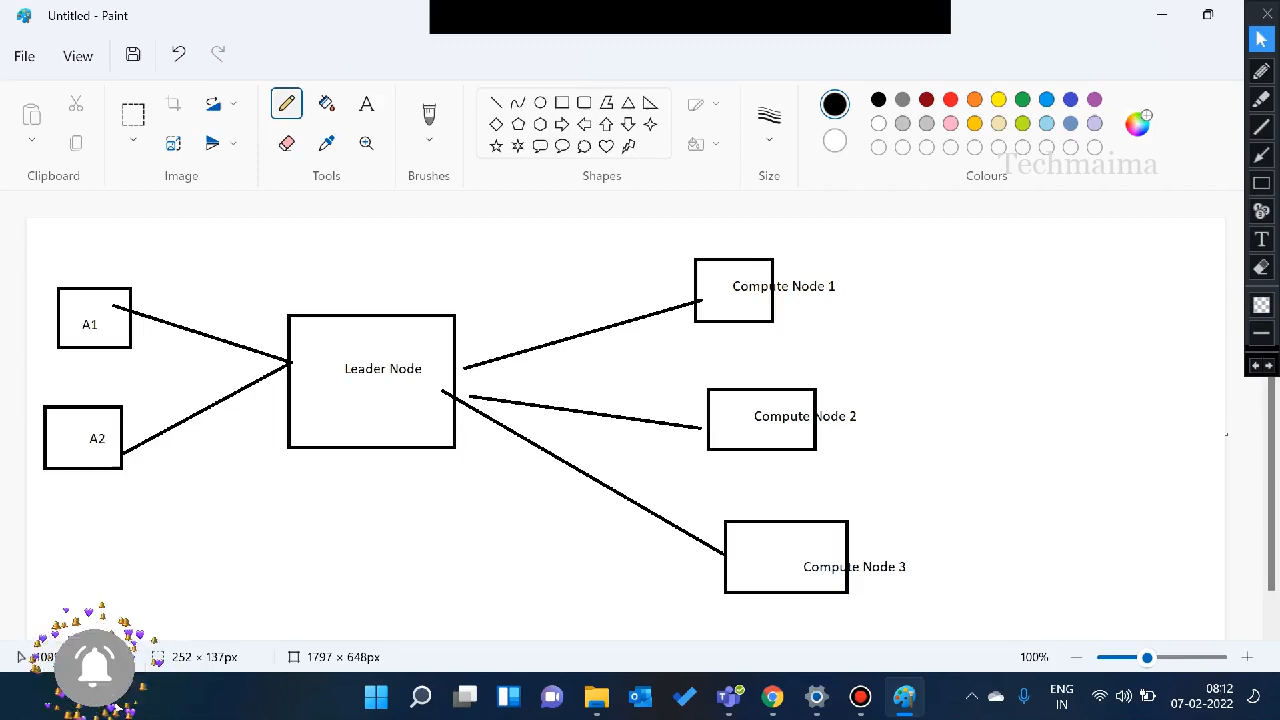 Untitled - Paint
File View
Clipboard
Image
Tools
Brushes
Shapes
Size
Colours
Techmaima
A1
A2
Leader Node
Compute Node 1
Compute Node 2
Compute Node 3
252 × 137px
1797 × 648px
100%
ENG
IN
08:12
07-02-2022